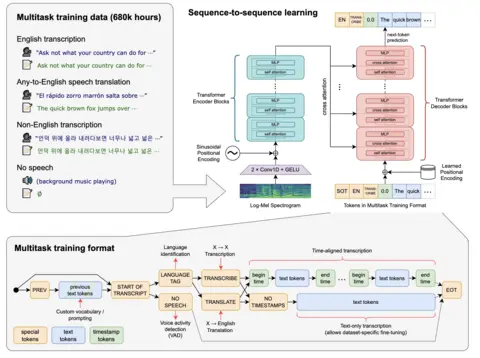 Multitask training data (680k hours)
English transcription
"Ask not what your country can do for ⋯"
Ask not what your country can do for ⋯
Any-to-English speech translation
"El rápido zorro marrón salta sobre ⋯"
The quick brown fox jumps over ⋯
Non-English transcription
"언덕 위에 올라 내려다보면 너무나 넓고 넓은 ⋯"
언덕 위에 올라 내려다보면 너무나 넓고 넓은 ⋯
No speech
(background music playing)
∅
Sequence-to-sequence learning
EN TRANSCRIBE 0.0 The quick brown ⋯
next-token
prediction
MLP
self attention
MLP
self attention
MLP
self attention
Transformer
Encoder Blocks
cross attention
MLP
cross attention
self attention
MLP
cross attention
self attention
MLP
cross attention
self attention
Transformer
Decoder Blocks
Sinusoidal
Positional
Encoding
2 × Conv1D + GELU
Log-Mel Spectrogram
Learned
Positional
Encoding
SOT EN TRANSCRIBE 0.0 The quick ⋯
Tokens in Multitask Training Format
Multitask training format
Language
identification
X → X
Transcription
Time-aligned transcription
PREV
previous
text tokens
START OF
TRANSCRIPT
LANGUAGE
TAG
TRANSCRIBE
begin
time
text tokens
end
time
⋯
begin
time
text tokens
end
time
NO
SPEECH
TRANSLATE
NO
TIMESTAMPS
text tokens
EOT
Custom vocabulary /
prompting
Voice activity
detection
(VAD)
X → English
Translation
Text-only transcription
(allows dataset-specific fine-tuning)
special
tokens
text
tokens
timestamp
tokens